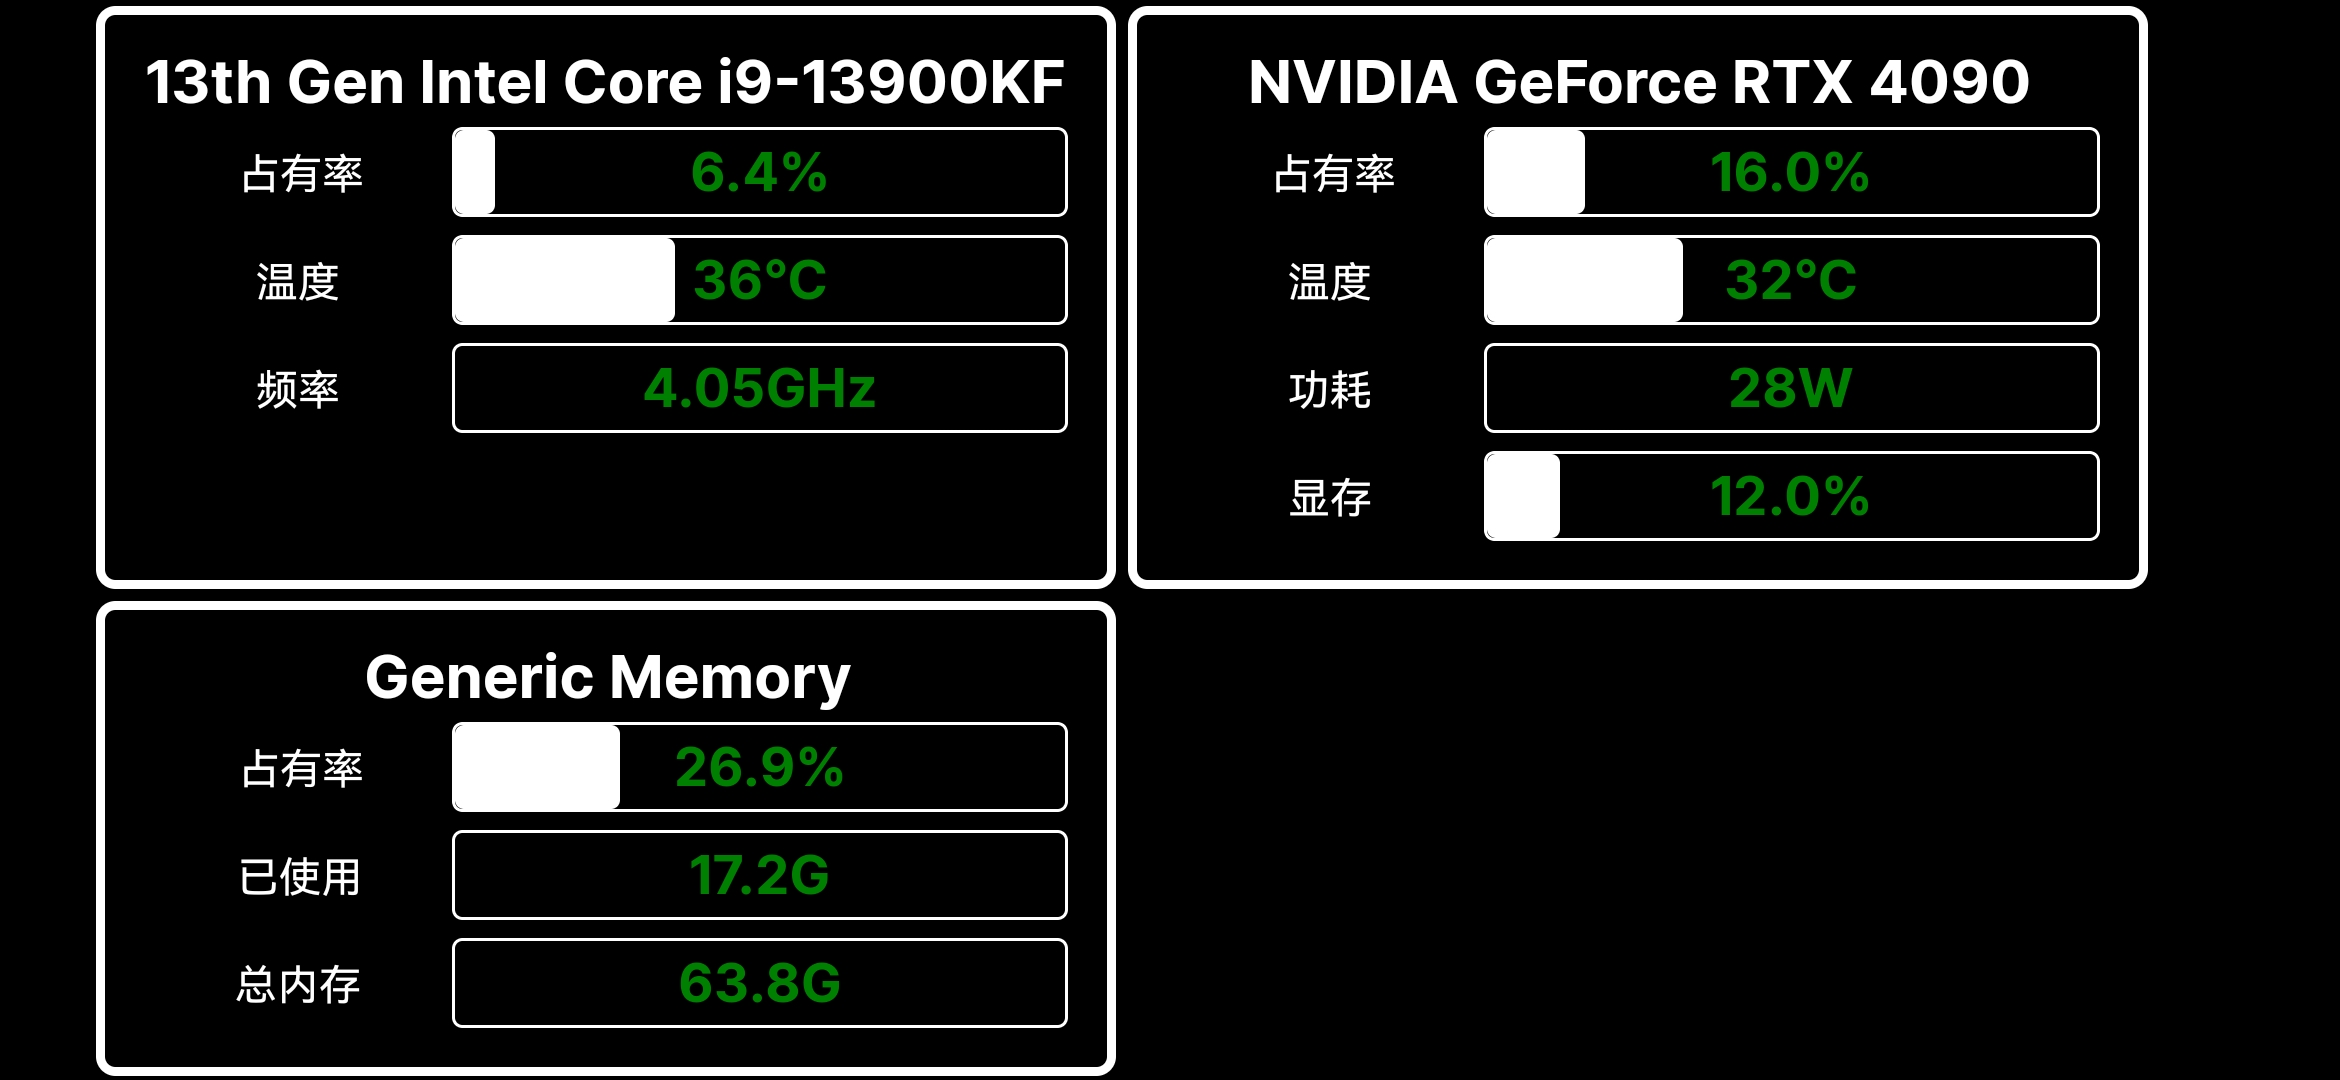 13th Gen Intel Core i9-13900KF
占有率 6.4%
温度 36°C
频率 4.05GHz
NVIDIA GeForce RTX 4090
占有率 16.0%
温度 32°C
功耗 28W
显存 12.0%
Generic Memory
占有率 26.9%
已使用 17.2G
总内存 63.8G